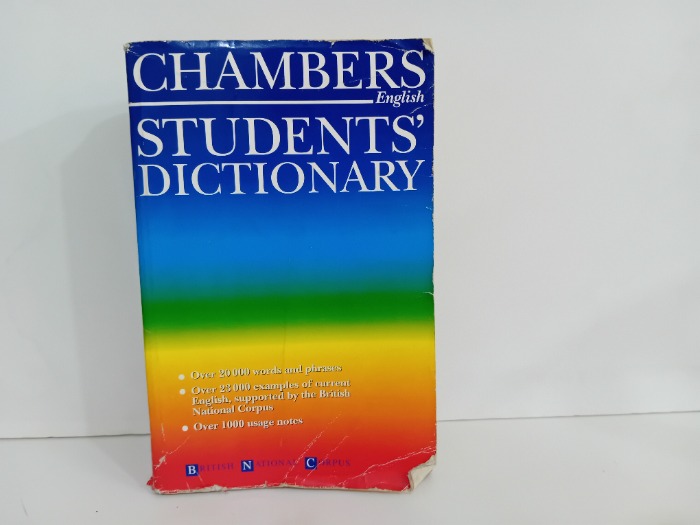 CHAMBERS
English
STUDENTS'
DICTIONARY
Over 20 000 words and phrases
Over 23 000 examples of current
English, supported by the British
National Corpus
Over 1000 usage notes
BRITISH NATIONAL CORPUS